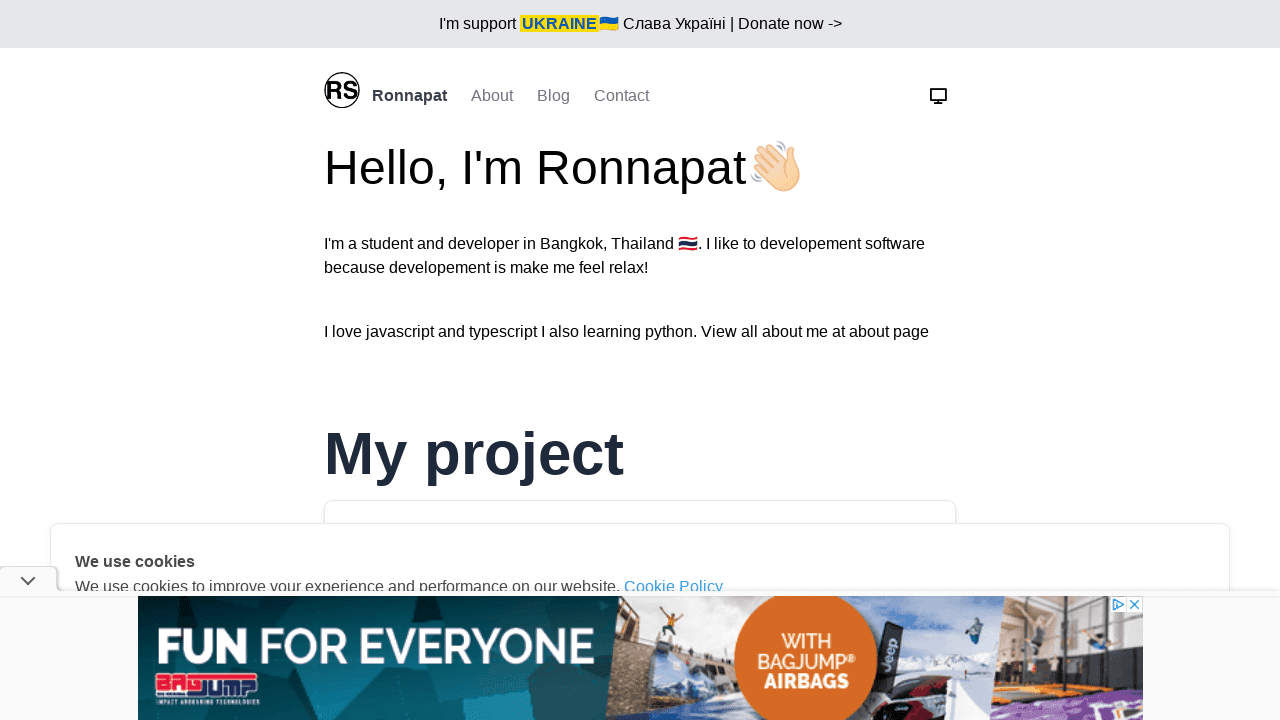 I'm support UKRAINE🇺🇦 Слава Україні | Donate now ->
RS Ronnapat About Blog Contact
Hello, I'm Ronnapat👋🏻
I'm a student and developer in Bangkok, Thailand 🇹🇭. I like to developement software
because developement is make me feel relax!
I love javascript and typescript I also learning python. View all about me at about page
My project
We use cookies
We use cookies to improve your experience and performance on our website. Cookie Policy
FUN FOR EVERYONE
BAGJUMP
IMPACT ABSORBING TECHNOLOGIES
Jeep
WITH
BAGJUMP®
AIRBAGS